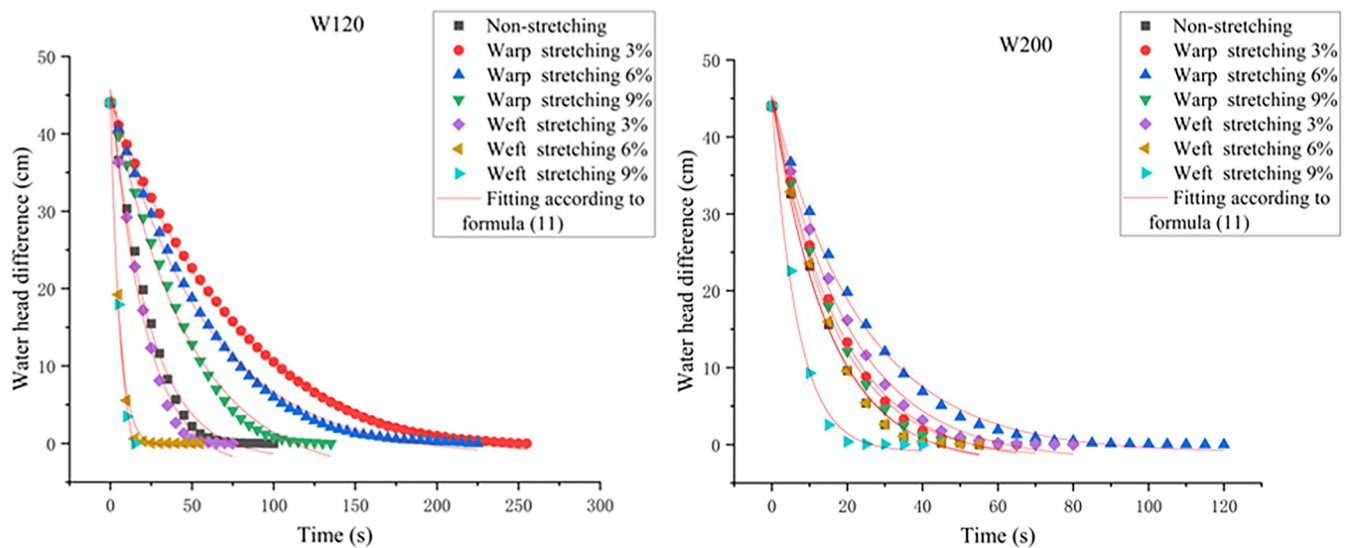 W120
Non-stretching
Warp stretching 3%
Warp stretching 6%
Warp stretching 9%
Weft stretching 3%
Weft stretching 6%
Weft stretching 9%
Fitting according to
formula (11)
50
40
30
20
10
0
Water head difference (cm)
0
50
100
150
200
250
300
Time (s)
W200
Non-stretching
Warp stretching 3%
Warp stretching 6%
Warp stretching 9%
Weft stretching 3%
Weft stretching 6%
Weft stretching 9%
Fitting according to
formula (11)
50
40
30
20
10
0
Water head difference (cm)
0
20
40
60
80
100
120
Time (s)